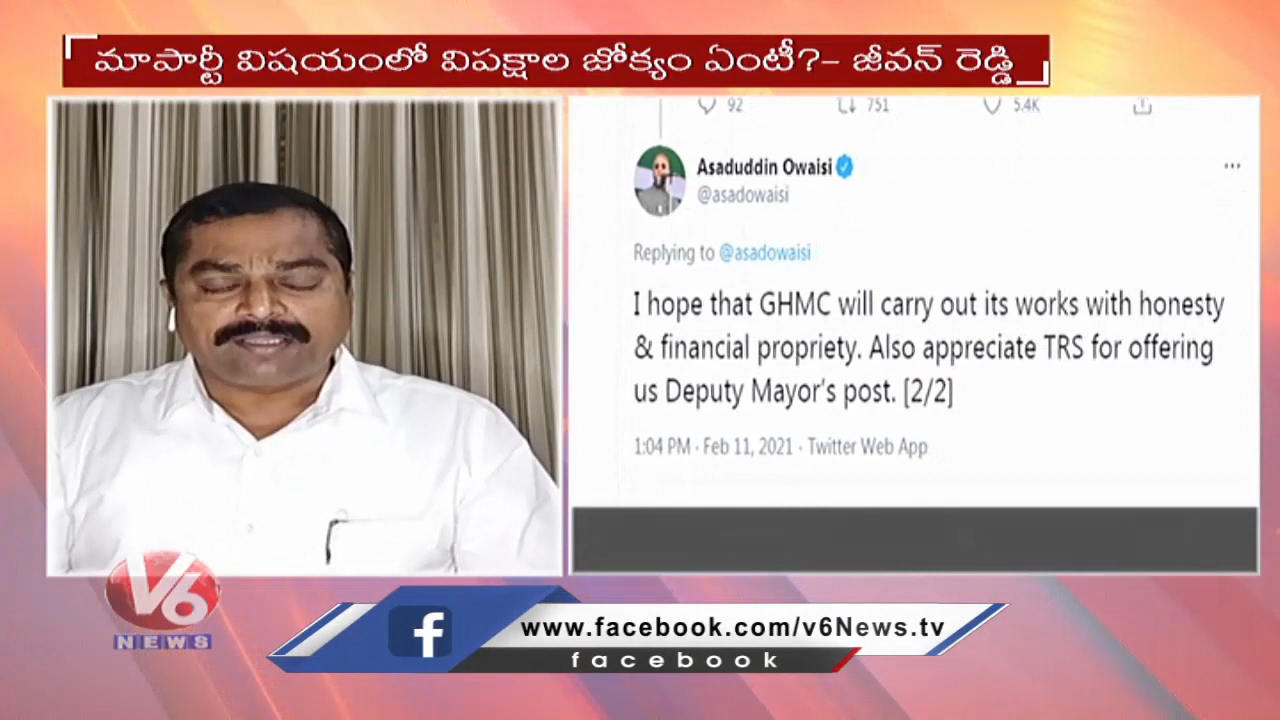 మాపార్టీ విషయంలో విపక్షాల జోక్యం ఏంటీ?- జీవన్ రెడ్డి
92 751 5.4K
Asaduddin Owaisi
@asadowaisi
Replying to @asadowaisi
I hope that GHMC will carry out its works with honesty
& financial propriety. Also appreciate TRS for offering
us Deputy Mayor's post. [2/2]
1:04 PM · Feb 11, 2021 · Twitter Web App
V6
NEWS
f
www.facebook.com/v6News.tv
facebook